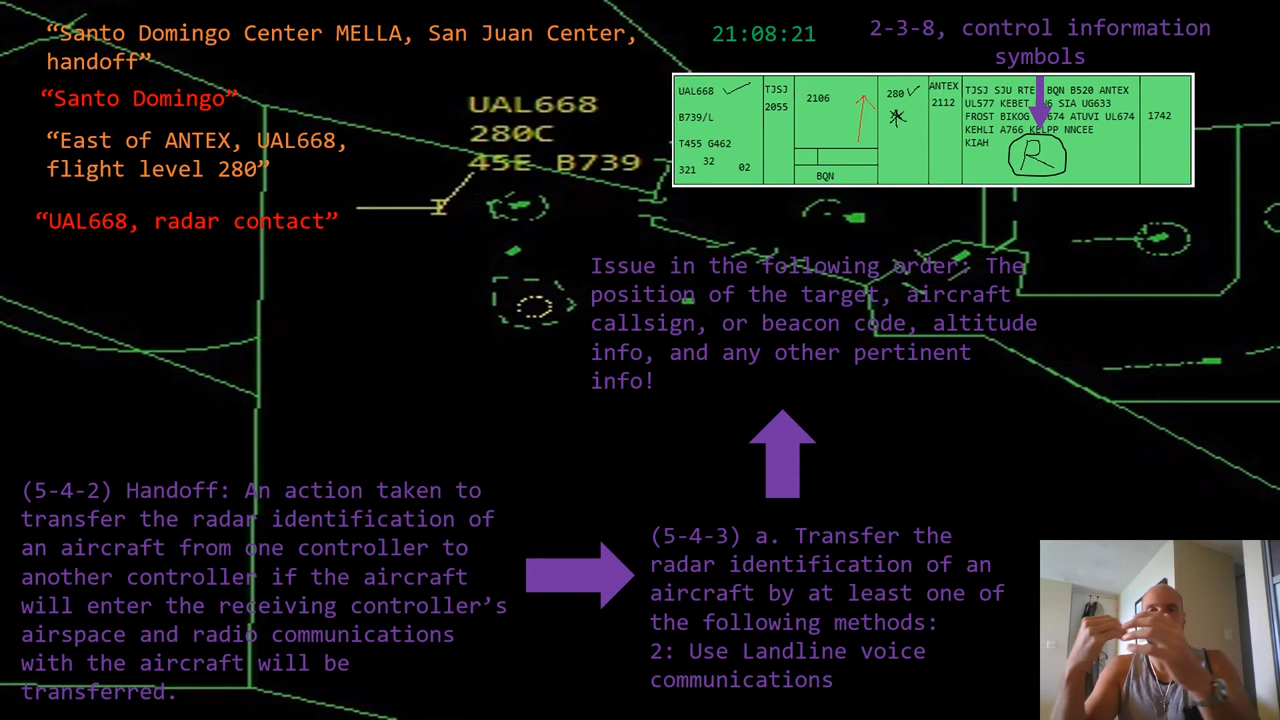 “Santo Domingo Center MELLA, San Juan Center,
handoff”
“Santo Domingo”
“East of ANTEX, UAL668,
flight level 280”
“UAL668, radar contact”
UAL668
280C
45E B739
21:08:21
2-3-8, control information
symbols
UAL668
B739/L
T455 G462
32
321
02
TJSJ
2055
2106
BQN
280
ANTEX
2112
TJSJ SJU RTE BQN B520 ANTEX
UL577 KEBET SIA UG633
FROST BIKOG ATUVI UL674
KEHLI A766 KELPP NNCEE
KIAH
R
1742
Issue in the following order: The
position of the target, aircraft
callsign, or beacon code, altitude
info, and any other pertinent
info!
(5-4-2) Handoff: An action taken to
transfer the radar identification of
an aircraft from one controller to
another controller if the aircraft
will enter the receiving controller’s
airspace and radio communications
with the aircraft will be
transferred.
(5-4-3) a. Transfer the
radar identification of an
aircraft by at least one of
the following methods:
2: Use Landline voice
communications